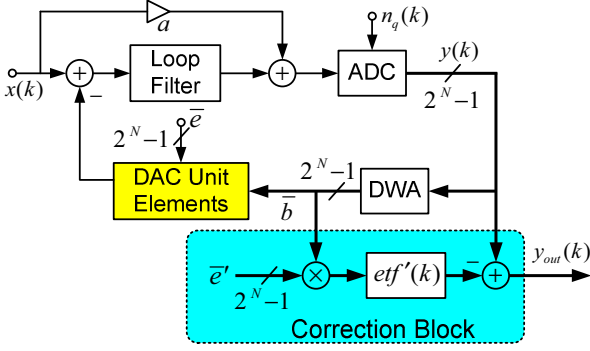 a
n_q(k)
x(k)
−
Loop
Filter
ADC
y(k)
2^N−1
2^N−1
e̅
DAC Unit
Elements
2^N−1
b̅
DWA
e̅'
2^N−1
×
etf'(k)
−
y_out(k)
Correction Block